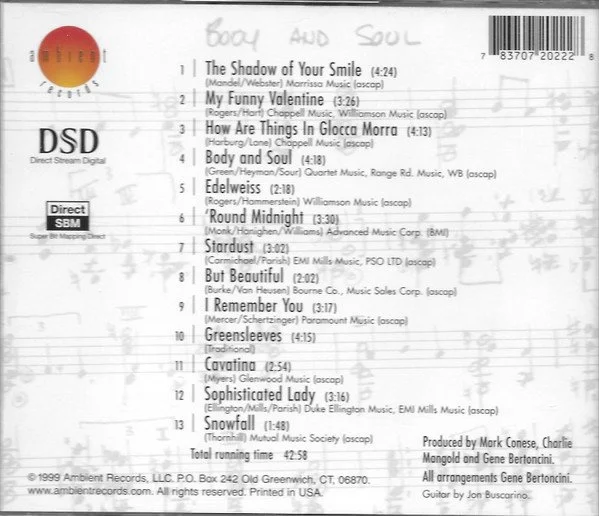 BODY AND SOUL
ambient
records
7 83707 20222 8
1 The Shadow of Your Smile (4:24)
(Mandel/Webster) Morrissa Music (ascap)
2 My Funny Valentine (3:26)
(Rogers/Hart) Chappell Music, Williamson Music (ascap)
3 How Are Things In Glocca Morra (4:13)
(Harburg/Lane) Chappell Music (ascap)
DSD
Direct Stream Digital
4 Body and Soul (4:18)
(Green/Heyman/Sour) Quartet Music, Range Rd. Music, WB (ascap)
5 Edelweiss (2:18)
(Rogers/Hammerstein) Williamson Music (ascap)
Direct
SBM
Super Bit Mapping Direct
6 'Round Midnight (3:30)
(Monk/Hanighen/Williams) Advanced Music Corp. (BMI)
7 Stardust (3:02)
(Carmichael/Parish) EMI Mills Music, PSO LTD (ascap)
8 But Beautiful (2:02)
(Burke/Van Heusen) Bourne Co., Music Sales Corp. (ascap)
9 I Remember You (3:17)
(Mercer/Schertzinger) Paramount Music (ascap)
10 Greensleeves (4:15)
(Traditional)
11 Cavatina (2:54)
(Myers) Glenwood Music (ascap)
12 Sophisticated Lady (3:16)
(Ellington/Mills/Parish) Duke Ellington Music, EMI Mills Music (ascap)
13 Snowfall (1:48)
(Thornhill) Mutual Music Society (ascap)
Total running time 42:58
Produced by Mark Conese, Charlie
Mangold and Gene Bertoncini.
All arrangements Gene Bertoncini.
Guitar by Jon Buscarino.
© 1999 Ambient Records, LLC. P.O. Box 242 Old Greenwich, CT. 06870.
www.ambientrecords.com. All rights reserved. Printed in USA.